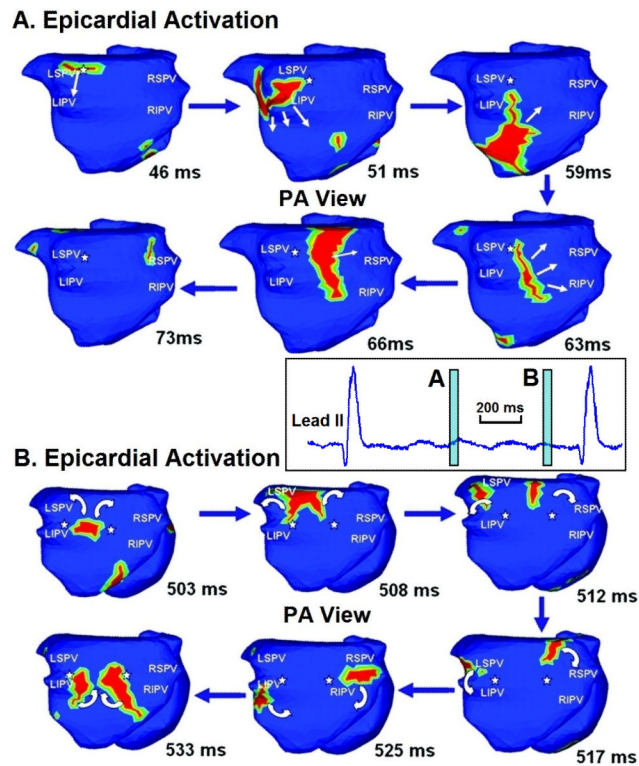 A. Epicardial Activation
LSPV
RSPV
LIPV
RIPV
46 ms
LSPV
RSPV
LIPV
RIPV
51 ms
LSPV
RSPV
LIPV
RIPV
59ms
PA View
LSPV
RSPV
LIPV
RIPV
73ms
LSPV
RSPV
LIPV
RIPV
66ms
LSPV
RSPV
LIPV
RIPV
63ms
A
B
Lead II
200 ms
B. Epicardial Activation
LSPV
RSPV
LIPV
RIPV
503 ms
LSPV
RSPV
LIPV
RIPV
508 ms
LSPV
RSPV
LIPV
RIPV
512 ms
PA View
LSPV
RSPV
LIPV
RIPV
533 ms
LSPV
RSPV
LIPV
RIPV
525 ms
LSPV
RSPV
LIPV
RIPV
517 ms